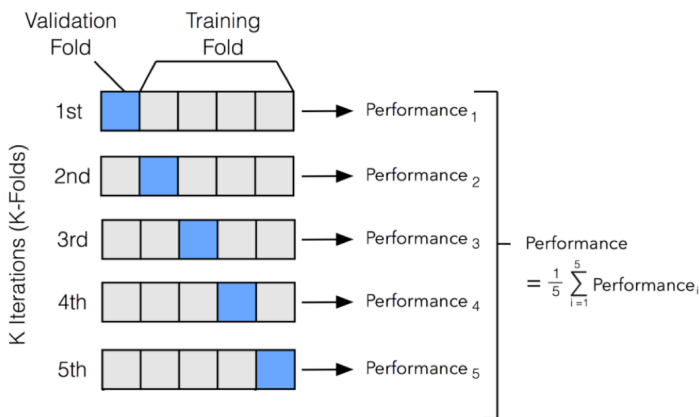 Validation Fold
Training Fold
K Iterations (K-Folds)
1st
Performance 1
2nd
Performance 2
3rd
Performance 3
4th
Performance 4
5th
Performance 5
Performance
= 1/5 5 ∑ i=1 Performance i